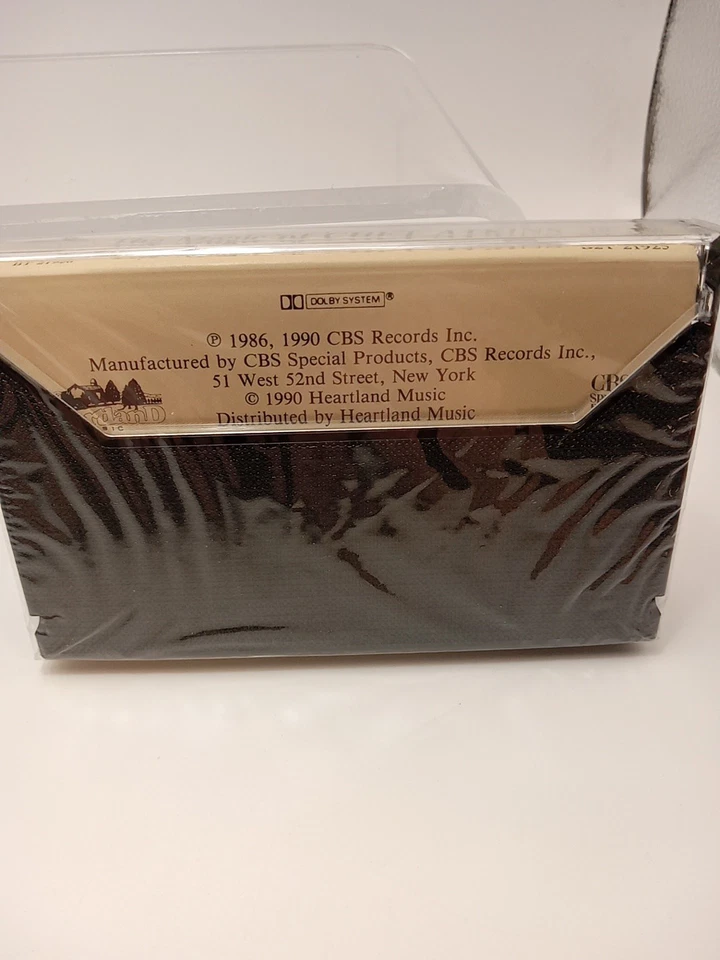 DOLBY SYSTEM®
℗ 1986, 1990 CBS Records Inc.
Manufactured by CBS Special Products, CBS Records Inc.,
51 West 52nd Street, New York
© 1990 Heartland Music
Distributed by Heartland Music
CBS